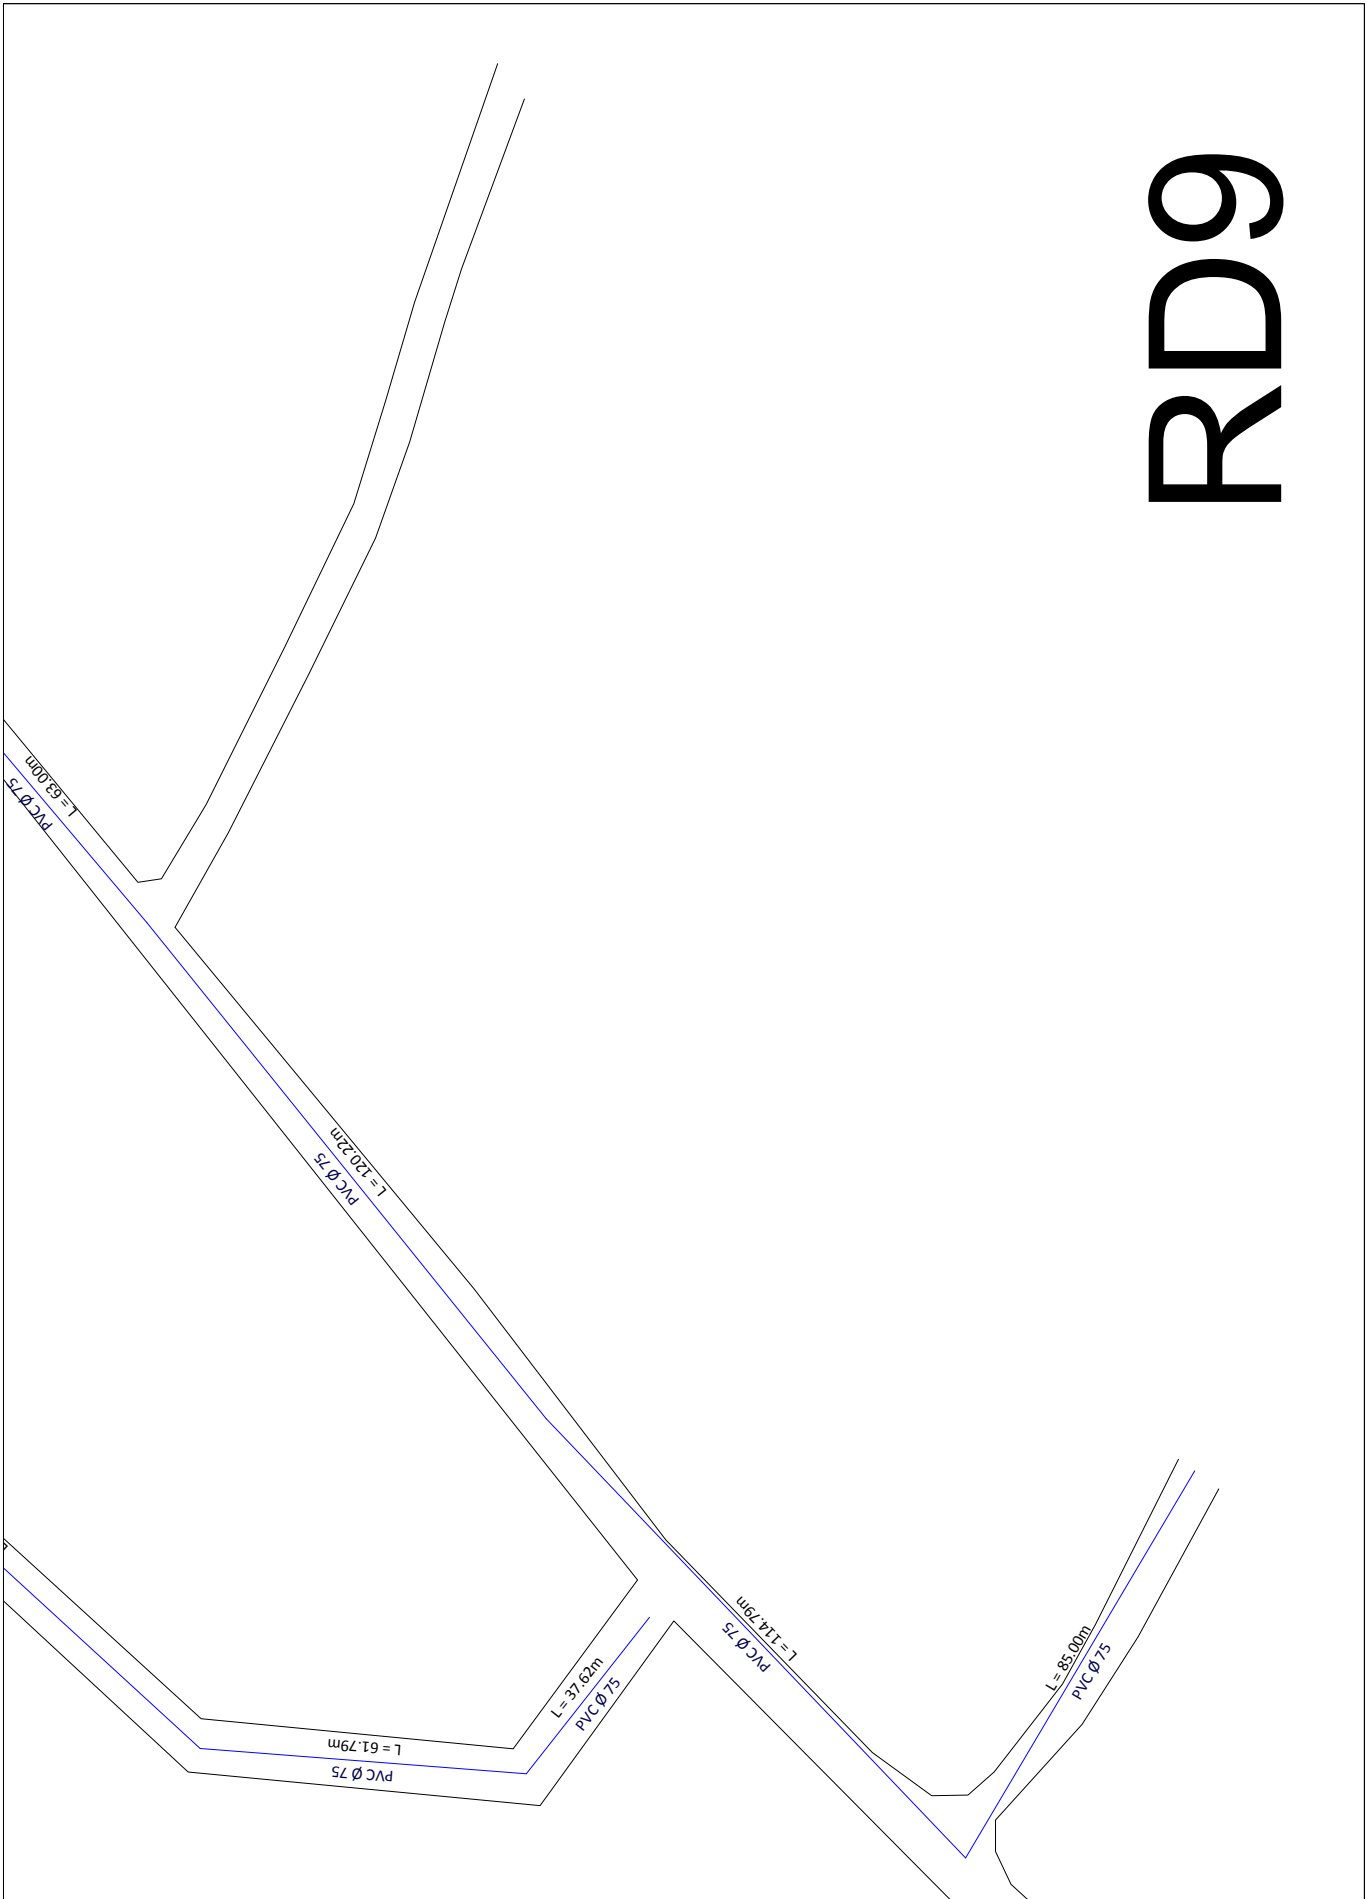 RD9
L = 63.00m
PVC Ø 75
L = 120.22m
PVC Ø 75
L = 114.79m
PVC Ø 75
L = 85.00m
PVC Ø 75
L = 37.62m
PVC Ø 75
L = 61.79m
PVC Ø 75